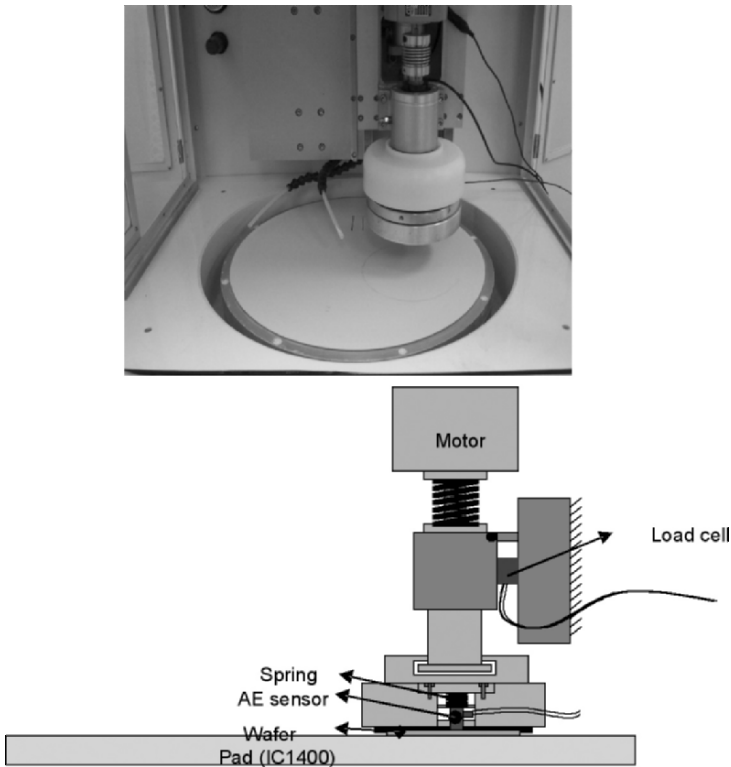 Motor
Load cell
Spring
AE sensor
Wafer
Pad (IC1400)